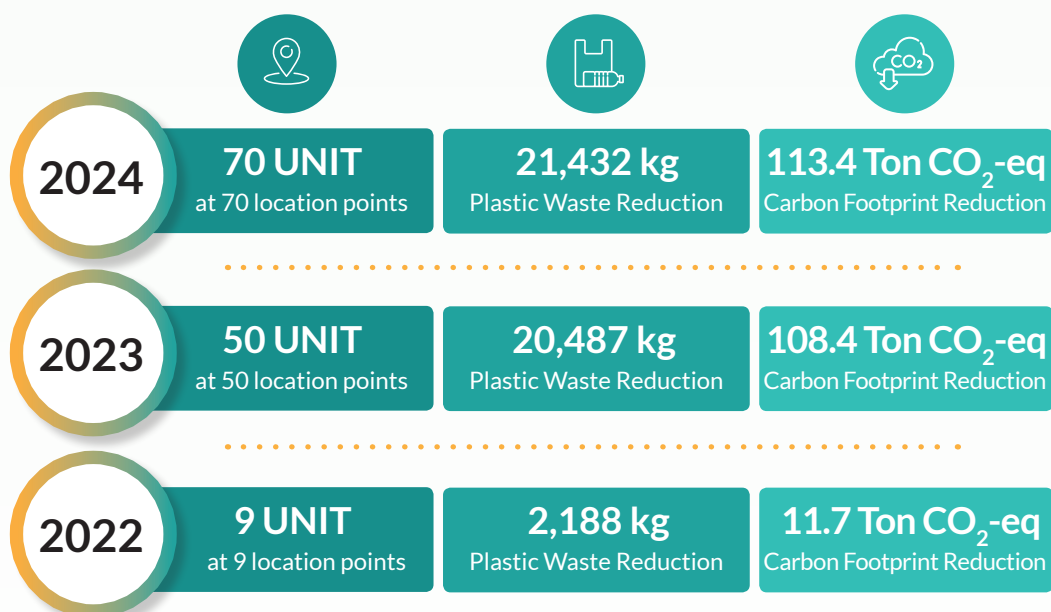 CO2
2024
70 UNIT
at 70 location points
21,432 kg
Plastic Waste Reduction
113.4 Ton CO2-eq
Carbon Footprint Reduction
2023
50 UNIT
at 50 location points
20,487 kg
Plastic Waste Reduction
108.4 Ton CO2-eq
Carbon Footprint Reduction
2022
9 UNIT
at 9 location points
2,188 kg
Plastic Waste Reduction
11.7 Ton CO2-eq
Carbon Footprint Reduction